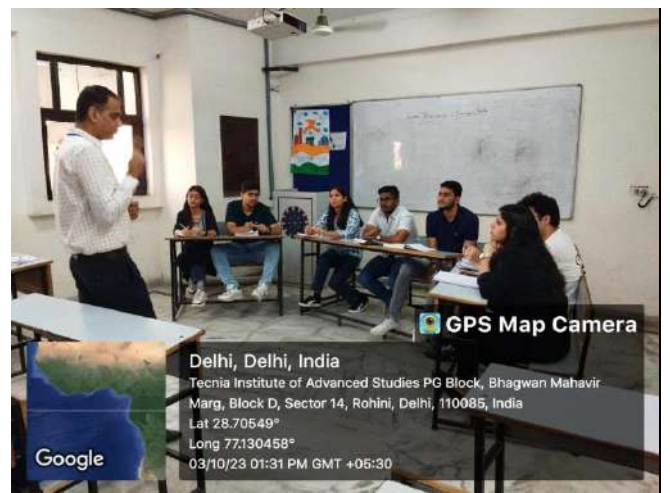 GPS Map Camera
Delhi, Delhi, India
Tecnia Institute of Advanced Studies PG Block, Bhagwan Mahavir
Marg, Block D, Sector 14, Rohini, Delhi, 110085, India
Lat 28.70549°
Long 77.130458°
03/10/23 01:31 PM GMT +05:30
Google